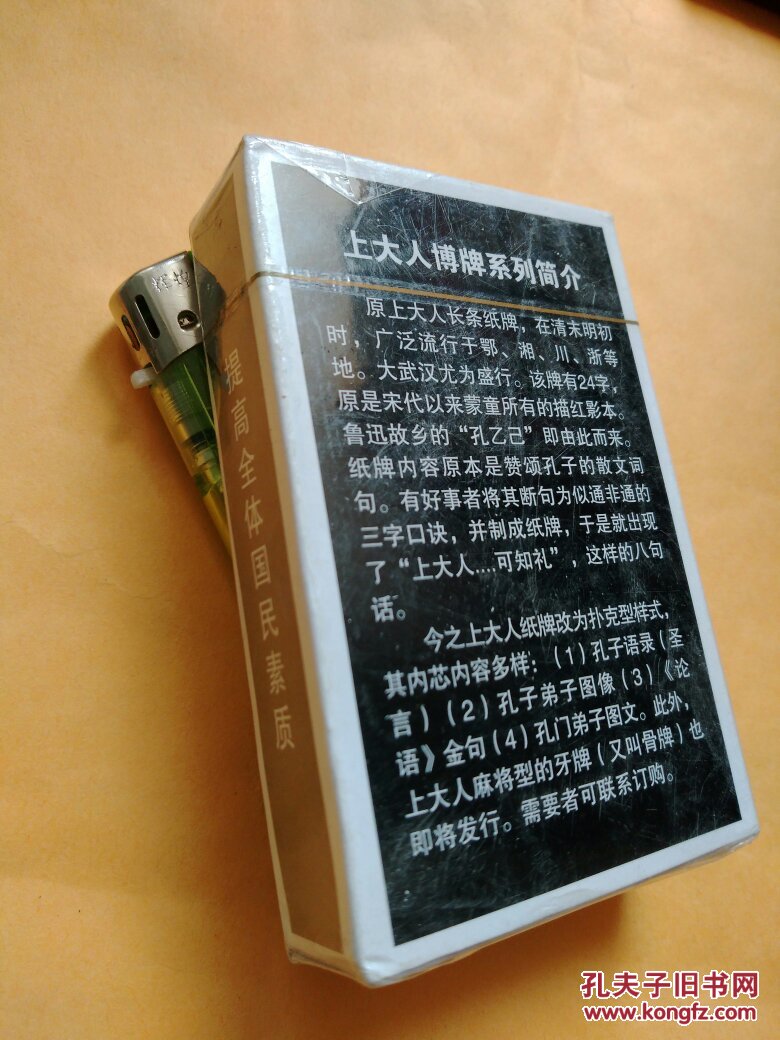 上大人博牌系列简介
原上大人长条纸牌，在清末明初
时，广泛流行于鄂、湘、川、浙等
地。大武汉尤为盛行。该牌有24字，
原是宋代以来蒙童所有的描红影本。
鲁迅故乡的“孔乙己”即由此而来。
纸牌内容原本是赞颂孔子的散文词
句。有好事者将其断句为似通非通的
三字口诀，并制成纸牌，于是就出现
了“上大人....可知礼”，这样的八句
话。
今之上大人纸牌改为扑克型样式，
其内芯内容多样：（1）孔子语录（圣
言）（2）孔子弟子图像（3）《论
语》金句（4）孔门弟子图文。此外，
上大人麻将型的牙牌（又叫骨牌）也
即将发行。需要者可联系订购。
提高全体国民素质
孔夫子旧书网
www.kongfz.com